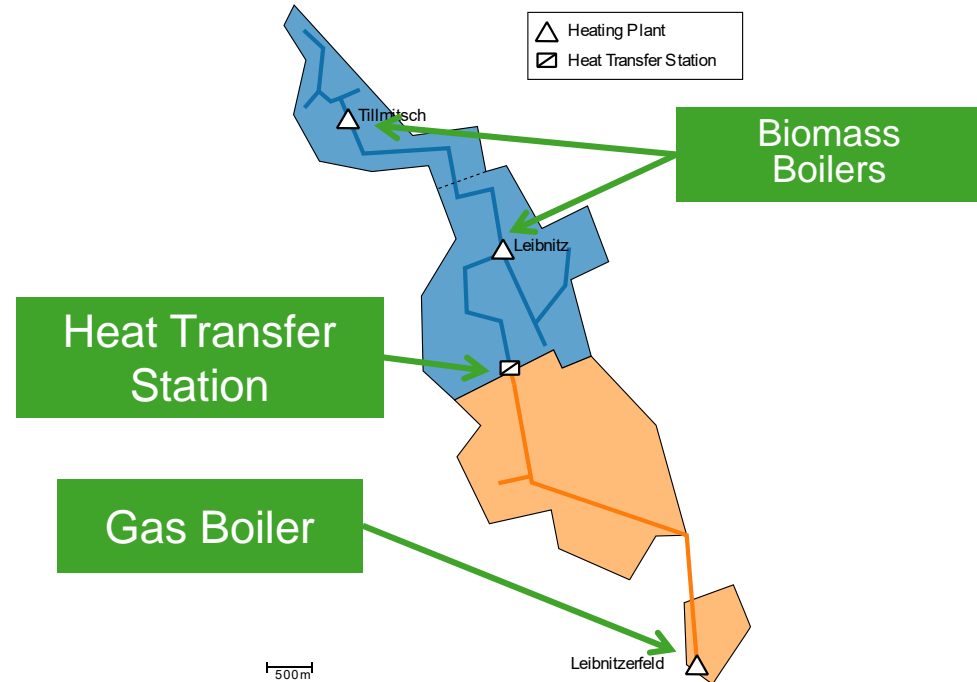 Heating Plant
Heat Transfer Station
Tillmitsch
Biomass
Boilers
Leibnitz
Heat Transfer
Station
Gas Boiler
Leibnitzerfeld
500m